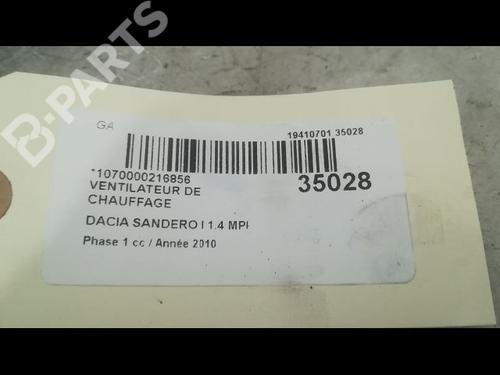 B-PARTS
GA
19410701 35028
*1070000216856
VENTILATEUR DE
CHAUFFAGE
35028
DACIA SANDERO I 1.4 MPI
Phase 1 cc / Année 2010